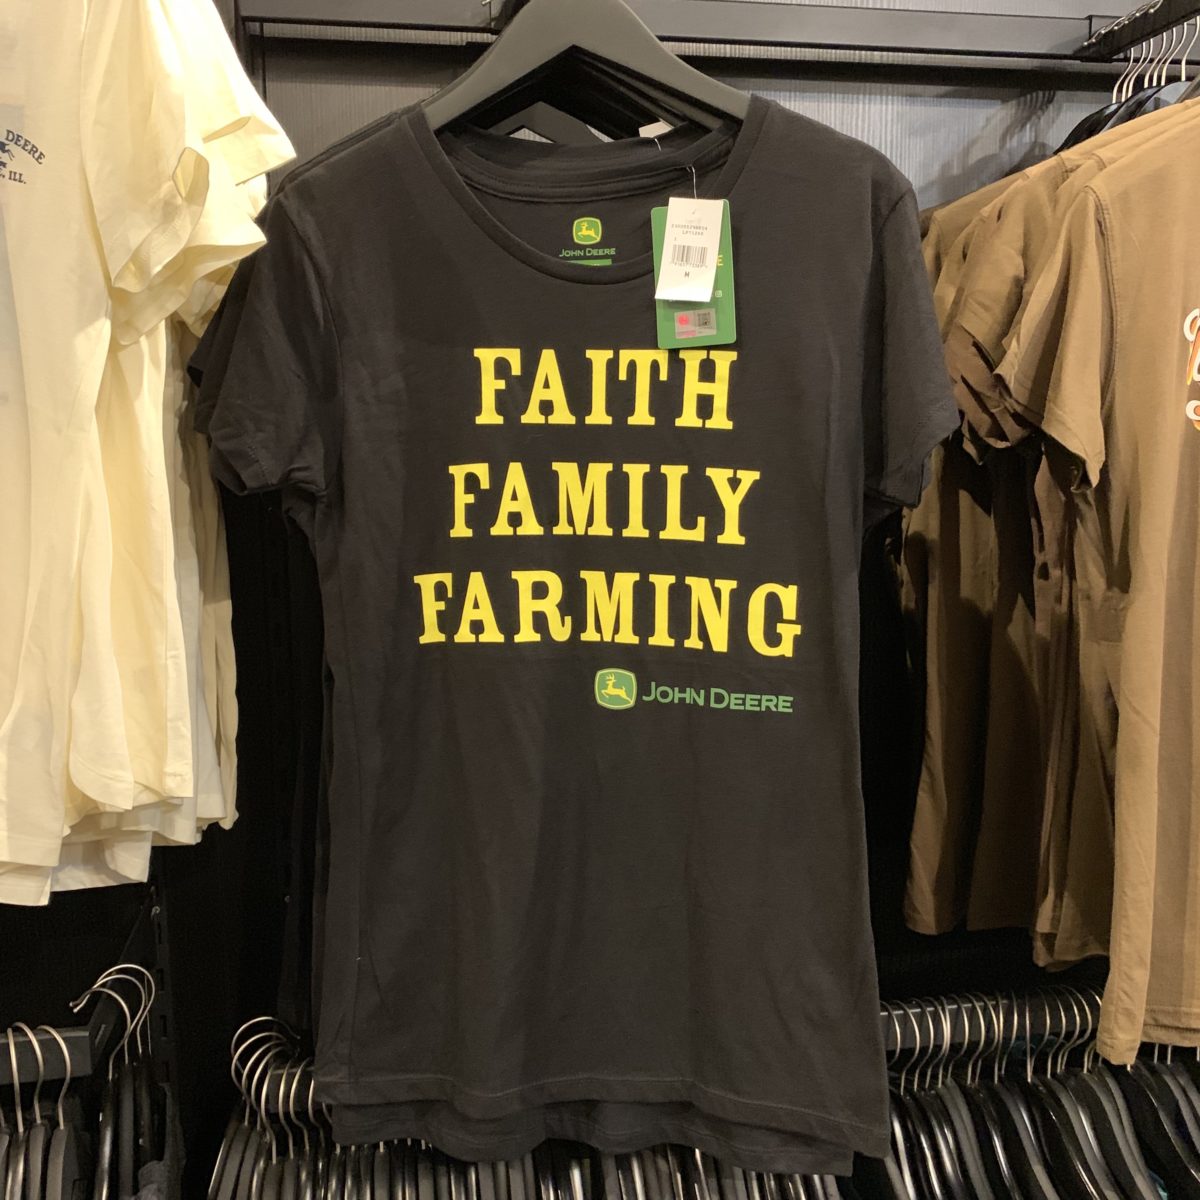 DEERE
ILL.
JOHN DEERE
M
FAITH
FAMILY
FARMING
JOHN DEERE